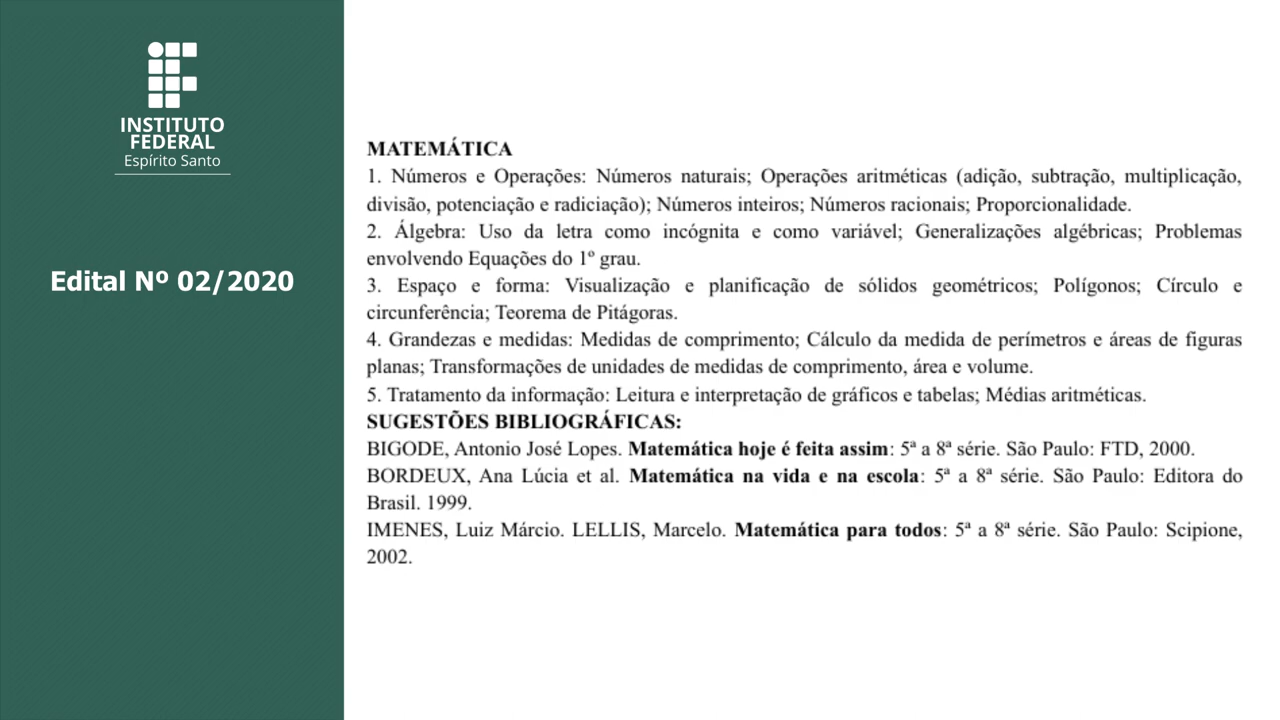 INSTITUTO
FEDERAL
Espírito Santo
Edital Nº 02/2020
MATEMÁTICA
1. Números e Operações: Números naturais; Operações aritméticas (adição, subtração, multiplicação,
divisão, potenciação e radiciação); Números inteiros; Números racionais; Proporcionalidade.
2. Álgebra: Uso da letra como incógnita e como variável; Generalizações algébricas; Problemas
envolvendo Equações do 1º grau.
3. Espaço e forma: Visualização e planificação de sólidos geométricos; Polígonos; Círculo e
circunferência; Teorema de Pitágoras.
4. Grandezas e medidas: Medidas de comprimento; Cálculo da medida de perímetros e áreas de figuras
planas; Transformações de unidades de medidas de comprimento, área e volume.
5. Tratamento da informação: Leitura e interpretação de gráficos e tabelas; Médias aritméticas.
SUGESTÕES BIBLIOGRÁFICAS:
BIGODE, Antonio José Lopes. Matemática hoje é feita assim: 5ª a 8ª série. São Paulo: FTD, 2000.
BORDEUX, Ana Lúcia et al. Matemática na vida e na escola: 5ª a 8ª série. São Paulo: Editora do
Brasil. 1999.
IMENES, Luiz Márcio. LELLIS, Marcelo. Matemática para todos: 5ª a 8ª série. São Paulo: Scipione,
2002.